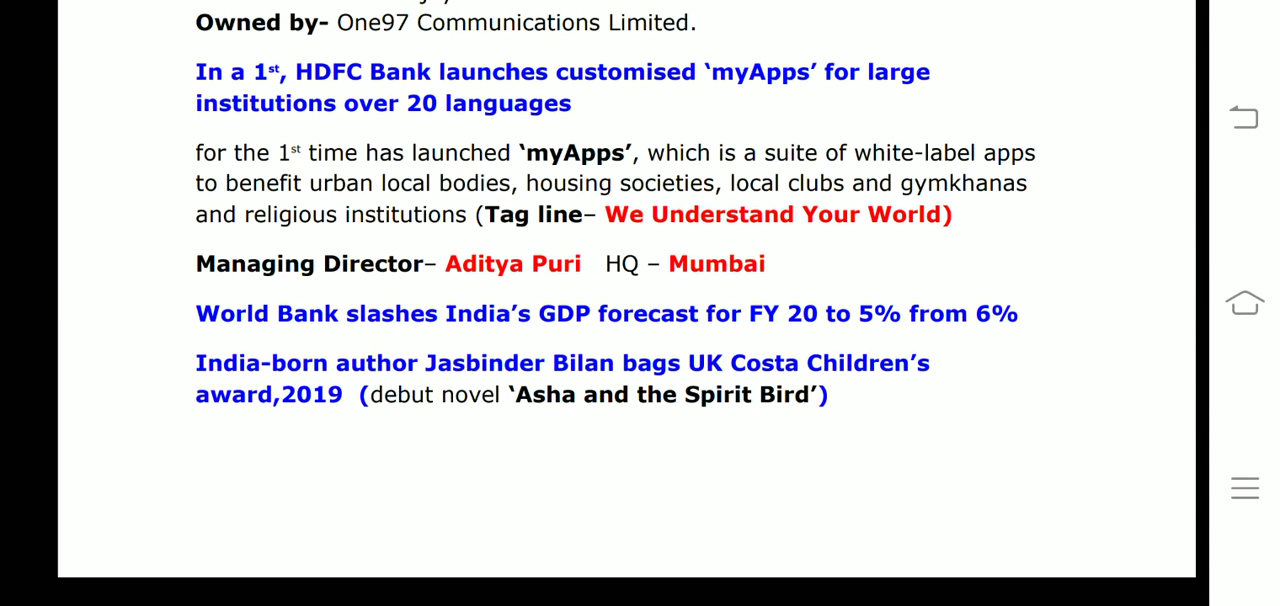 Owned by- One97 Communications Limited.
In a 1st, HDFC Bank launches customised ‘myApps’ for large
institutions over 20 languages
for the 1st time has launched ‘myApps’, which is a suite of white-label apps
to benefit urban local bodies, housing societies, local clubs and gymkhanas
and religious institutions (Tag line– We Understand Your World)
Managing Director– Aditya Puri HQ – Mumbai
World Bank slashes India’s GDP forecast for FY 20 to 5% from 6%
India-born author Jasbinder Bilan bags UK Costa Children’s
award,2019 (debut novel ‘Asha and the Spirit Bird’)